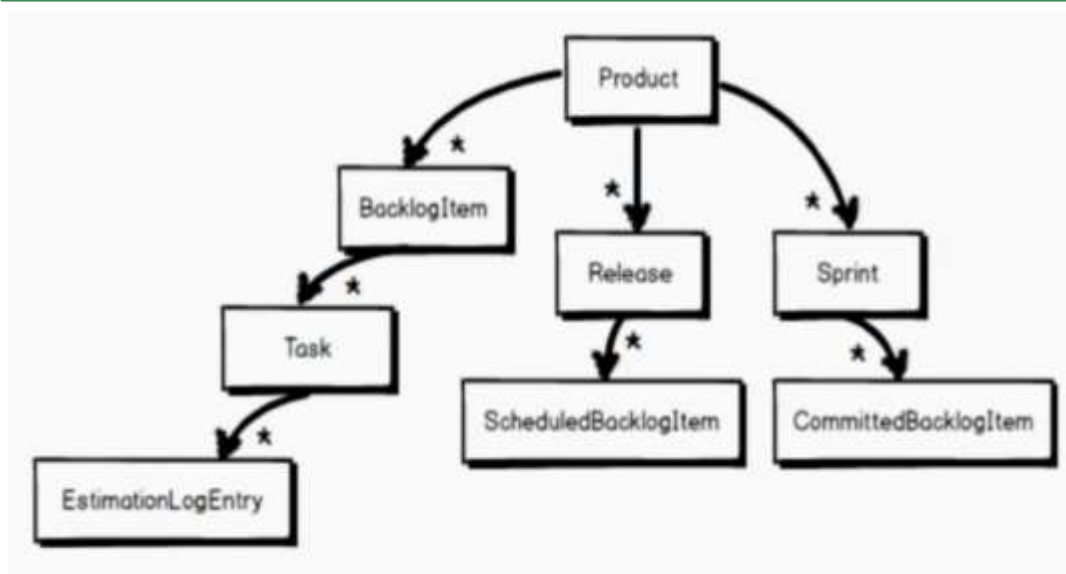 Product
*
BacklogItem
*
*
Release
Sprint
*
Task
*
*
ScheduledBacklogItem
CommittedBacklogItem
*
EstimationLogEntry